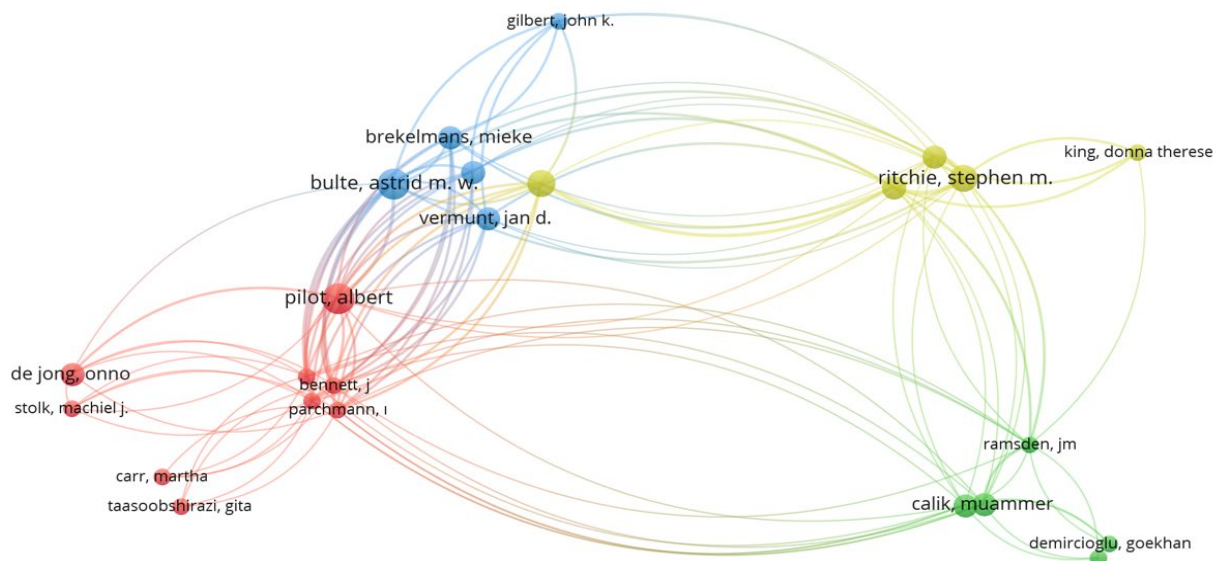 gilbert, john k.
brekelmans, mieke
king, donna therese
bulte, astrid m. w.
ritchie, stephen m.
vermunt, jan d.
pilot, albert
de jong, onno
bennett, j
stolk, machiel j.
parchmann, ı
ramsden, jm
carr, martha
taasoobshirazi, gita
calik, muammer
demircioglu, goekhan